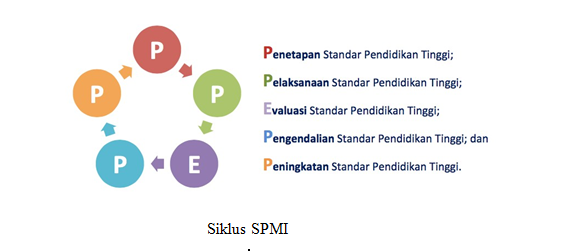 P
P
E
P
P
Penetapan Standar Pendidikan Tinggi;
Pelaksanaan Standar Pendidikan Tinggi;
Evaluasi Standar Pendidikan Tinggi;
Pengendalian Standar Pendidikan Tinggi; dan
Peningkatan Standar Pendidikan Tinggi.
Siklus SPMI
.